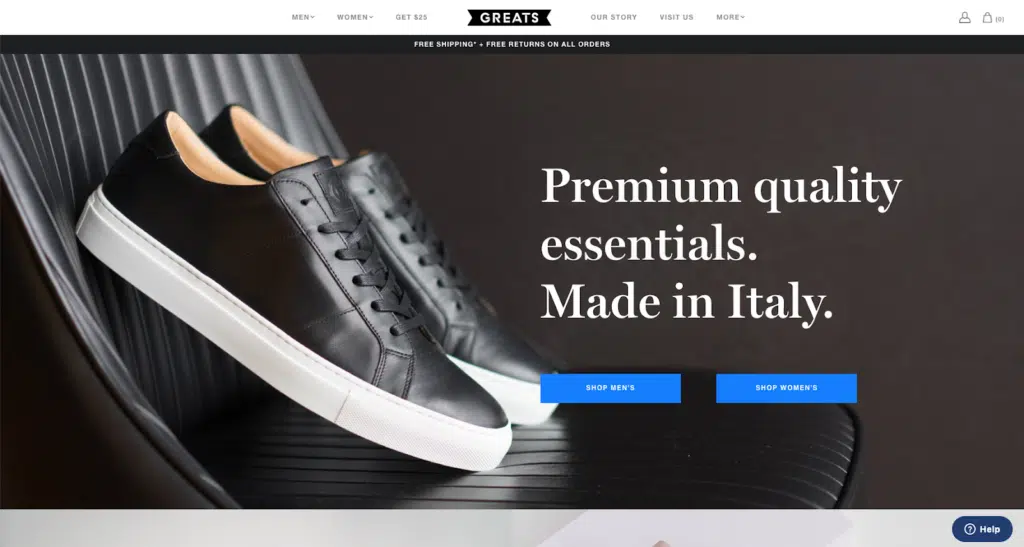 MEN
WOMEN
GET $25
GREATS
OUR STORY
VISIT US
MORE
(0)
FREE SHIPPING* + FREE RETURNS ON ALL ORDERS
Premium quality
essentials.
Made in Italy.
SHOP MEN'S
SHOP WOMEN'S
? Help